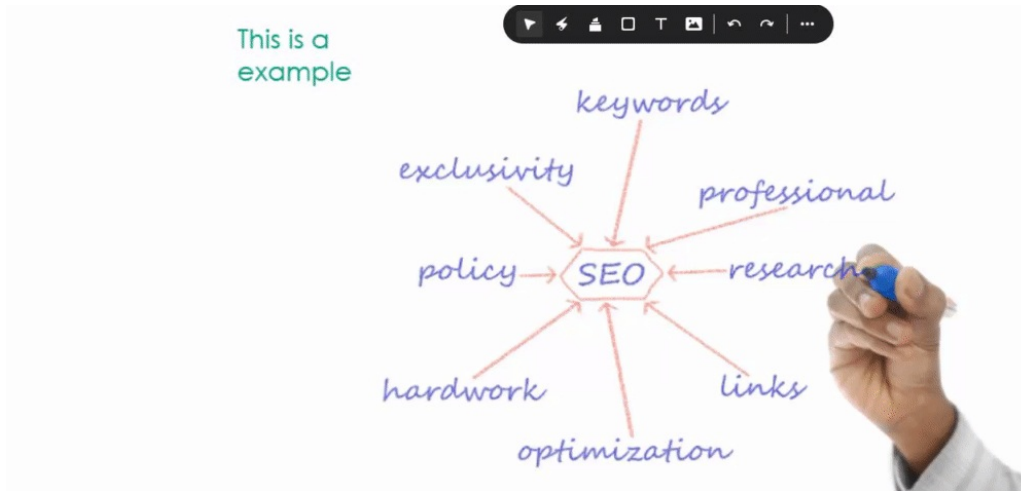 This is a
example
keywords
exclusivity
professional
policy
SEO
research
hardwork
links
optimization